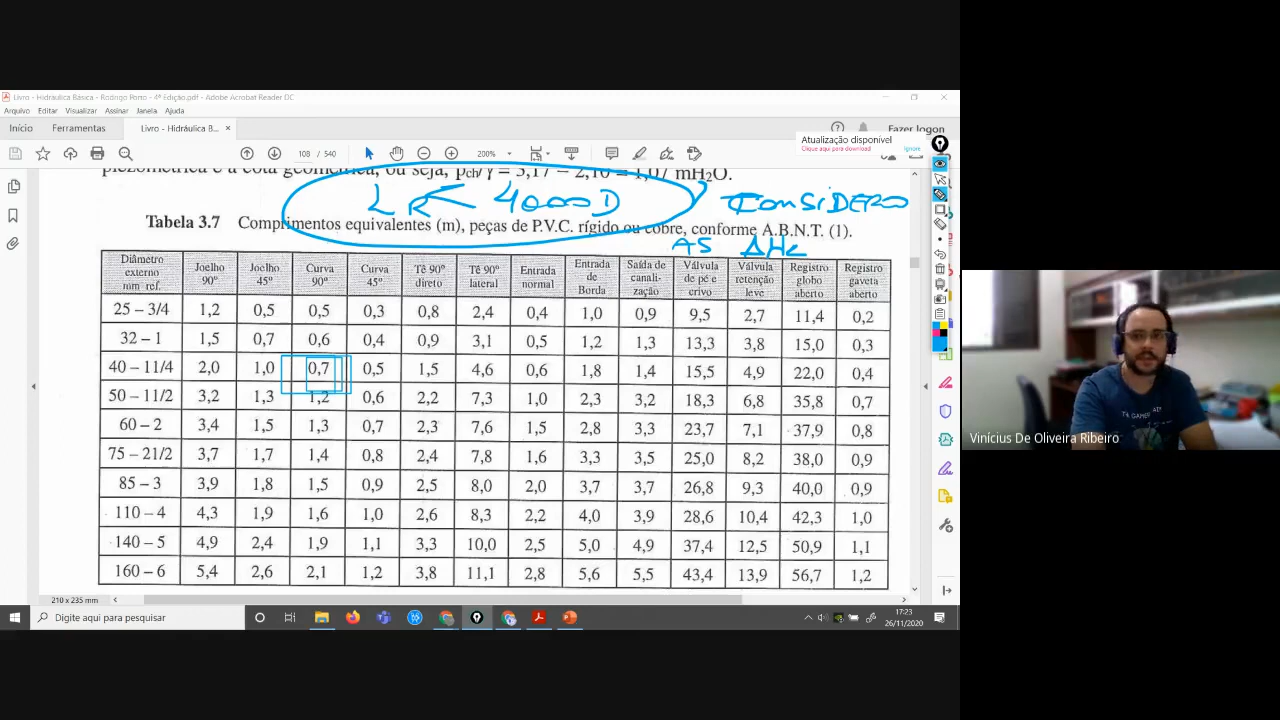 Livro - Hidráulica Básica - Rodrigo Porto - 4ª Edição.pdf - Adobe Acrobat Reader DC
Arquivo Editar Visualizar Assinar Janela Ajuda
Início Ferramentas Livro - Hidráulica B... × Fazer logon
Atualização disponível
Clique aqui para download Ignore
108 / 540 200%
piezométrica e a cota geométrica, ou seja, pch/γ = 3,17 – 2,10 = 1,07 mH2O.
LR < 4000D CONSIDERO
AS ΔHL
Tabela 3.7 Comprimentos equivalentes (m), peças de P.V.C. rígido ou cobre, conforme A.B.N.T. (1).
Diâmetro externo mm ref. Joelho 90° Joelho 45° Curva 90° Curva 45° Tê 90° direto Tê 90° lateral Entrada normal Entrada de Borda Saída de canali- zação Válvula de pé e crivo Válvula retenção leve Registro globo aberto Registro gaveta aberto
25 – 3/4 1,2 0,5 0,5 0,3 0,8 2,4 0,4 1,0 0,9 9,5 2,7 11,4 0,2
32 – 1 1,5 0,7 0,6 0,4 0,9 3,1 0,5 1,2 1,3 13,3 3,8 15,0 0,3
40 – 11/4 2,0 1,0 0,7 0,5 1,5 4,6 0,6 1,8 1,4 15,5 4,9 22,0 0,4
50 – 11/2 3,2 1,3 1,2 0,6 2,2 7,3 1,0 2,3 3,2 18,3 6,8 35,8 0,7
60 – 2 3,4 1,5 1,3 0,7 2,3 7,6 1,5 2,8 3,3 23,7 7,1 37,9 0,8
75 – 21/2 3,7 1,7 1,4 0,8 2,4 7,8 1,6 3,3 3,5 25,0 8,2 38,0 0,9
85 – 3 3,9 1,8 1,5 0,9 2,5 8,0 2,0 3,7 3,7 26,8 9,3 40,0 0,9
110 – 4 4,3 1,9 1,6 1,0 2,6 8,3 2,2 4,0 3,9 28,6 10,4 42,3 1,0
140 – 5 4,9 2,4 1,9 1,1 3,3 10,0 2,5 5,0 4,9 37,4 12,5 50,9 1,1
160 – 6 5,4 2,6 2,1 1,2 3,8 11,1 2,8 5,6 5,5 43,4 13,9 56,7 1,2
210 x 235 mm
Digite aqui para pesquisar
17:23
26/11/2020
Vinícius De Oliveira Ribeiro